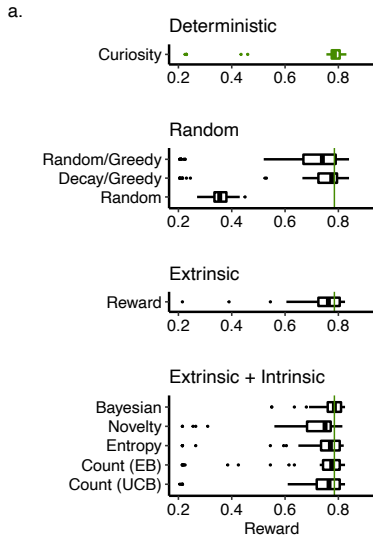 a.
Deterministic
Curiosity
0.2 0.4 0.6 0.8
Random
Random/Greedy
Decay/Greedy
Random
0.2 0.4 0.6 0.8
Extrinsic
Reward
0.2 0.4 0.6 0.8
Extrinsic + Intrinsic
Bayesian
Novelty
Entropy
Count (EB)
Count (UCB)
0.2 0.4 0.6 0.8
Reward